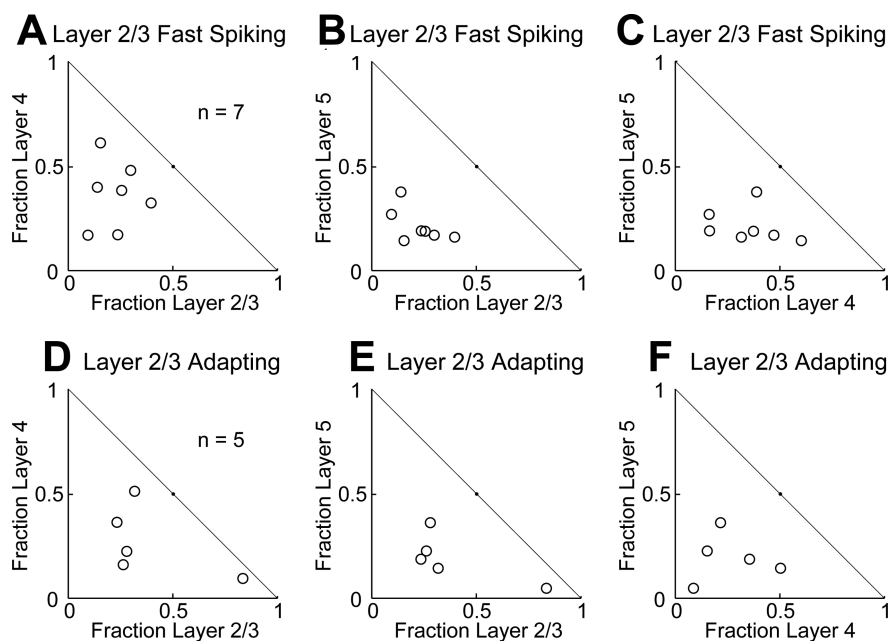 A Layer 2/3 Fast Spiking
1
Fraction Layer 4
0.5
0
n = 7
0
0.5
1
Fraction Layer 2/3
B Layer 2/3 Fast Spiking
1
Fraction Layer 5
0.5
0
0
0.5
1
Fraction Layer 2/3
C Layer 2/3 Fast Spiking
1
Fraction Layer 5
0.5
0
0
0.5
1
Fraction Layer 4
D Layer 2/3 Adapting
1
Fraction Layer 4
0.5
0
n = 5
0
0.5
1
Fraction Layer 2/3
E Layer 2/3 Adapting
1
Fraction Layer 5
0.5
0
0
0.5
1
Fraction Layer 2/3
F Layer 2/3 Adapting
1
Fraction Layer 5
0.5
0
0
0.5
1
Fraction Layer 4